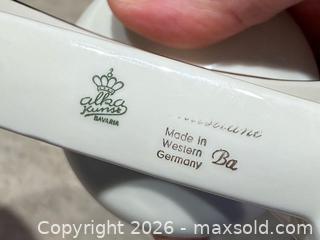 alka
kunst
BAVARIA
Made in
Western
Germany
Ba
Copyright 2026 - maxsold.com